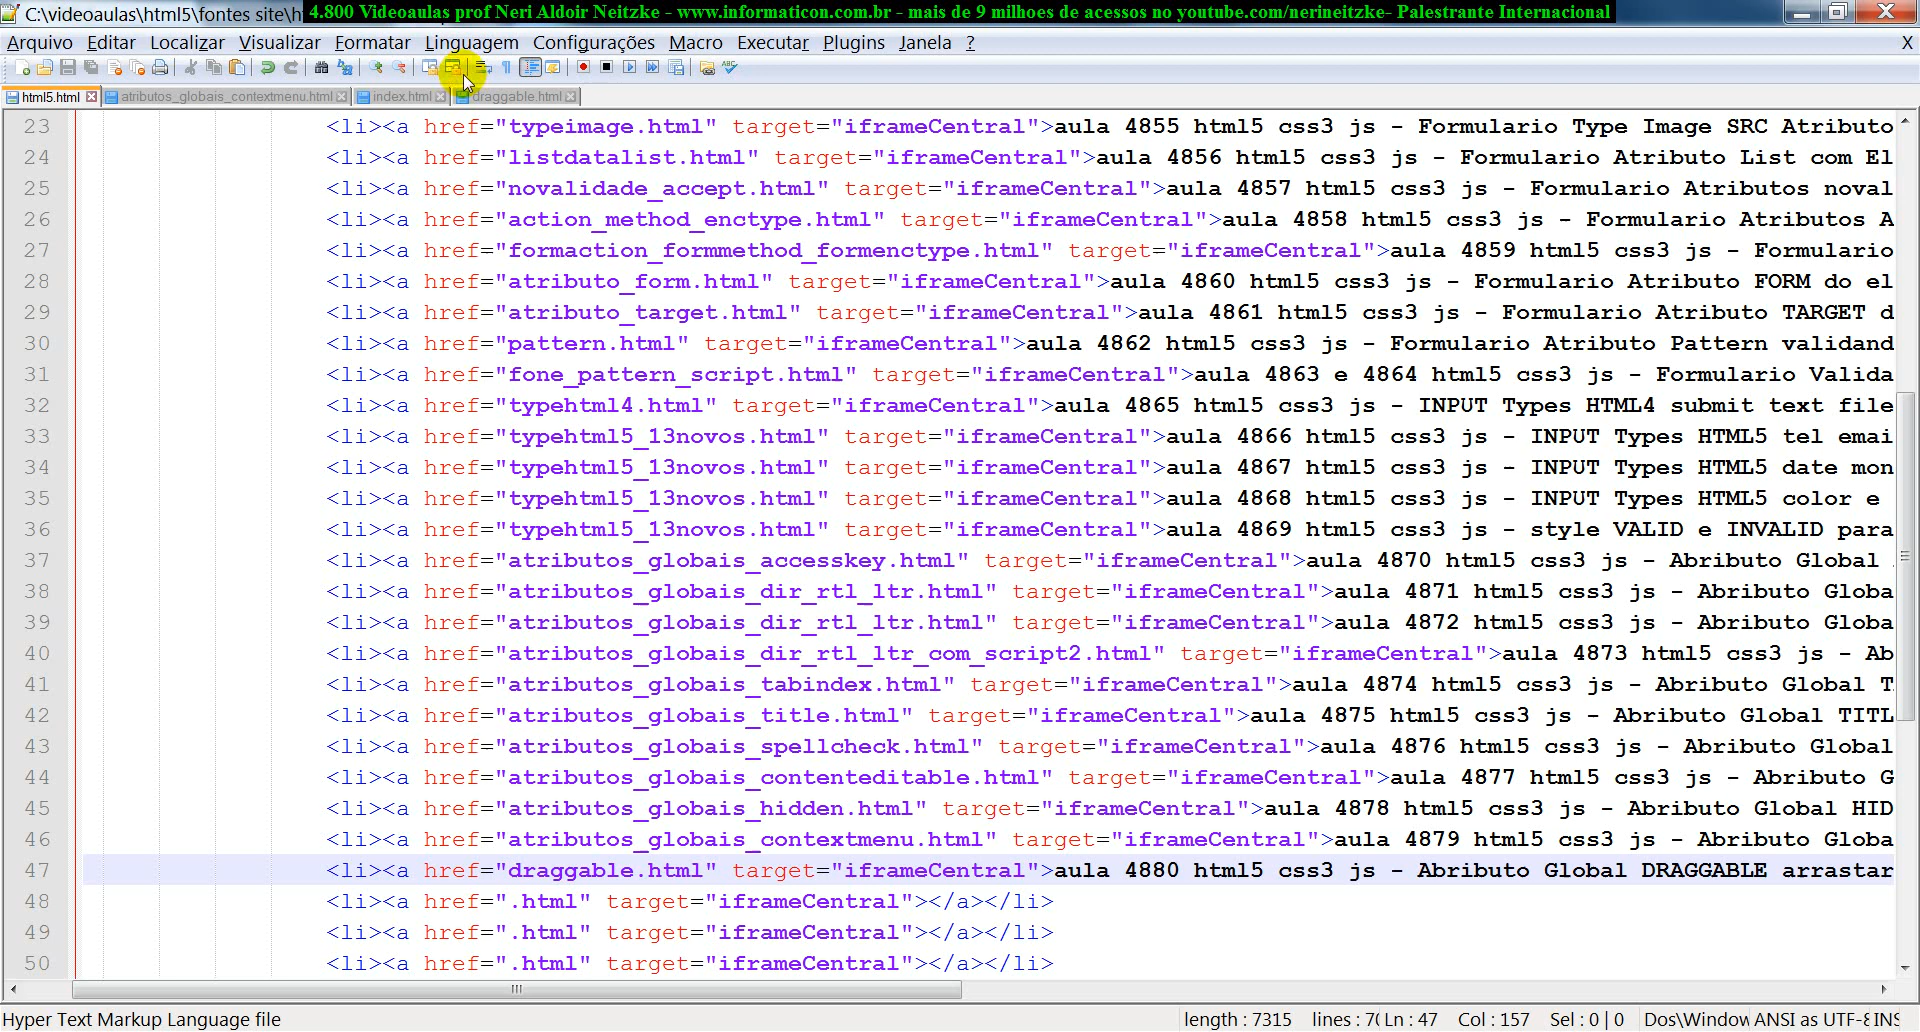 C:\videoaulas\html5\fontes site\h
4.800 Videoaulas prof Neri Aldoir Neitzke - www.informaticon.com.br - mais de 9 milhoes de acessos no youtube.com/nerineitzke- Palestrante Internacional
Arquivo Editar Localizar Visualizar Formatar Linguagem Configurações Macro Executar Plugins Janela ? X
html5.html atributos_globais_contextmenu.html index.html draggable.html
23 <li><a href="typeimage.html" target="iframeCentral">aula 4855 html5 css3 js - Formulario Type Image SRC Atributo
24 <li><a href="listdatalist.html" target="iframeCentral">aula 4856 html5 css3 js - Formulario Atributo List com El
25 <li><a href="novalidade_accept.html" target="iframeCentral">aula 4857 html5 css3 js - Formulario Atributos noval
26 <li><a href="action_method_enctype.html" target="iframeCentral">aula 4858 html5 css3 js - Formulario Atributos A
27 <li><a href="formaction_formmethod_formenctype.html" target="iframeCentral">aula 4859 html5 css3 js - Formulario
28 <li><a href="atributo_form.html" target="iframeCentral">aula 4860 html5 css3 js - Formulario Atributo FORM do el
29 <li><a href="atributo_target.html" target="iframeCentral">aula 4861 html5 css3 js - Formulario Atributo TARGET d
30 <li><a href="pattern.html" target="iframeCentral">aula 4862 html5 css3 js - Formulario Atributo Pattern validand
31 <li><a href="fone_pattern_script.html" target="iframeCentral">aula 4863 e 4864 html5 css3 js - Formulario Valida
32 <li><a href="typehtml4.html" target="iframeCentral">aula 4865 html5 css3 js - INPUT Types HTML4 submit text file
33 <li><a href="typehtml5_13novos.html" target="iframeCentral">aula 4866 html5 css3 js - INPUT Types HTML5 tel emai
34 <li><a href="typehtml5_13novos.html" target="iframeCentral">aula 4867 html5 css3 js - INPUT Types HTML5 date mon
35 <li><a href="typehtml5_13novos.html" target="iframeCentral">aula 4868 html5 css3 js - INPUT Types HTML5 color e
36 <li><a href="typehtml5_13novos.html" target="iframeCentral">aula 4869 html5 css3 js - style VALID e INVALID para
37 <li><a href="atributos_globais_accesskey.html" target="iframeCentral">aula 4870 html5 css3 js - Abributo Global
38 <li><a href="atributos_globais_dir_rtl_ltr.html" target="iframeCentral">aula 4871 html5 css3 js - Abributo Globa
39 <li><a href="atributos_globais_dir_rtl_ltr.html" target="iframeCentral">aula 4872 html5 css3 js - Abributo Globa
40 <li><a href="atributos_globais_dir_rtl_ltr_com_script2.html" target="iframeCentral">aula 4873 html5 css3 js - Ab
41 <li><a href="atributos_globais_tabindex.html" target="iframeCentral">aula 4874 html5 css3 js - Abributo Global T
42 <li><a href="atributos_globais_title.html" target="iframeCentral">aula 4875 html5 css3 js - Abributo Global TITL
43 <li><a href="atributos_globais_spellcheck.html" target="iframeCentral">aula 4876 html5 css3 js - Abributo Global
44 <li><a href="atributos_globais_contenteditable.html" target="iframeCentral">aula 4877 html5 css3 js - Abributo G
45 <li><a href="atributos_globais_hidden.html" target="iframeCentral">aula 4878 html5 css3 js - Abributo Global HID
46 <li><a href="atributos_globais_contextmenu.html" target="iframeCentral">aula 4879 html5 css3 js - Abributo Globa
47 <li><a href="draggable.html" target="iframeCentral">aula 4880 html5 css3 js - Abributo Global DRAGGABLE arrastar
48 <li><a href=".html" target="iframeCentral"></a></li>
49 <li><a href=".html" target="iframeCentral"></a></li>
50 <li><a href=".html" target="iframeCentral"></a></li>
Hyper Text Markup Language file length : 7315 lines : 70 Ln : 47 Col : 157 Sel : 0 | 0 Dos\Window ANSI as UTF-8 INS